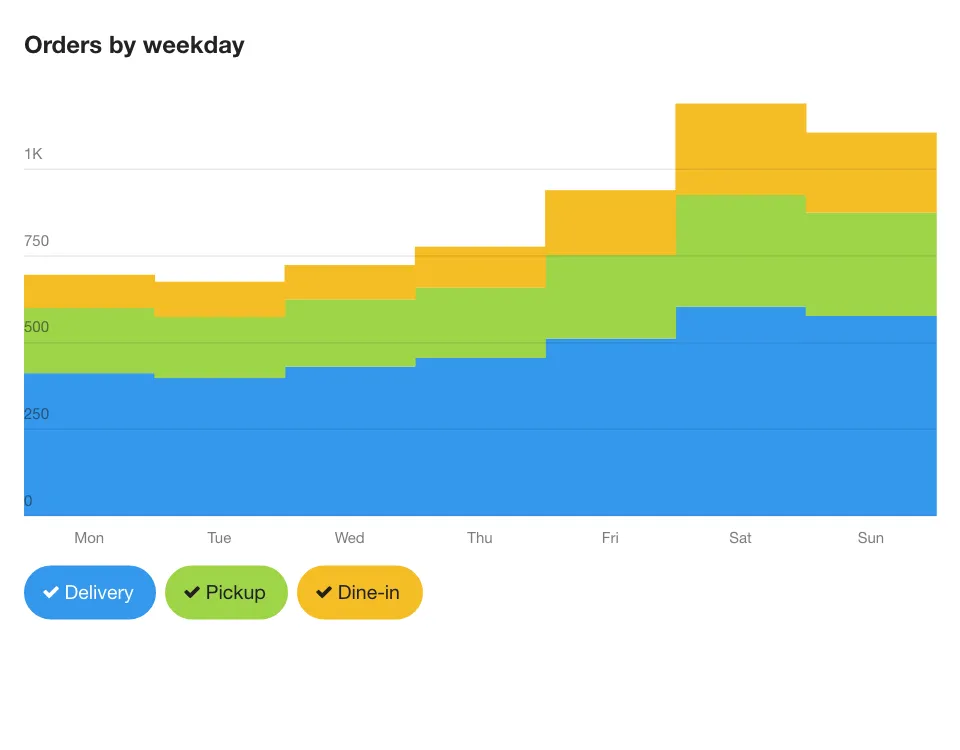 Orders by weekday
1K
750
500
250
0
Mon Tue Wed Thu Fri Sat Sun
Delivery Pickup Dine-in